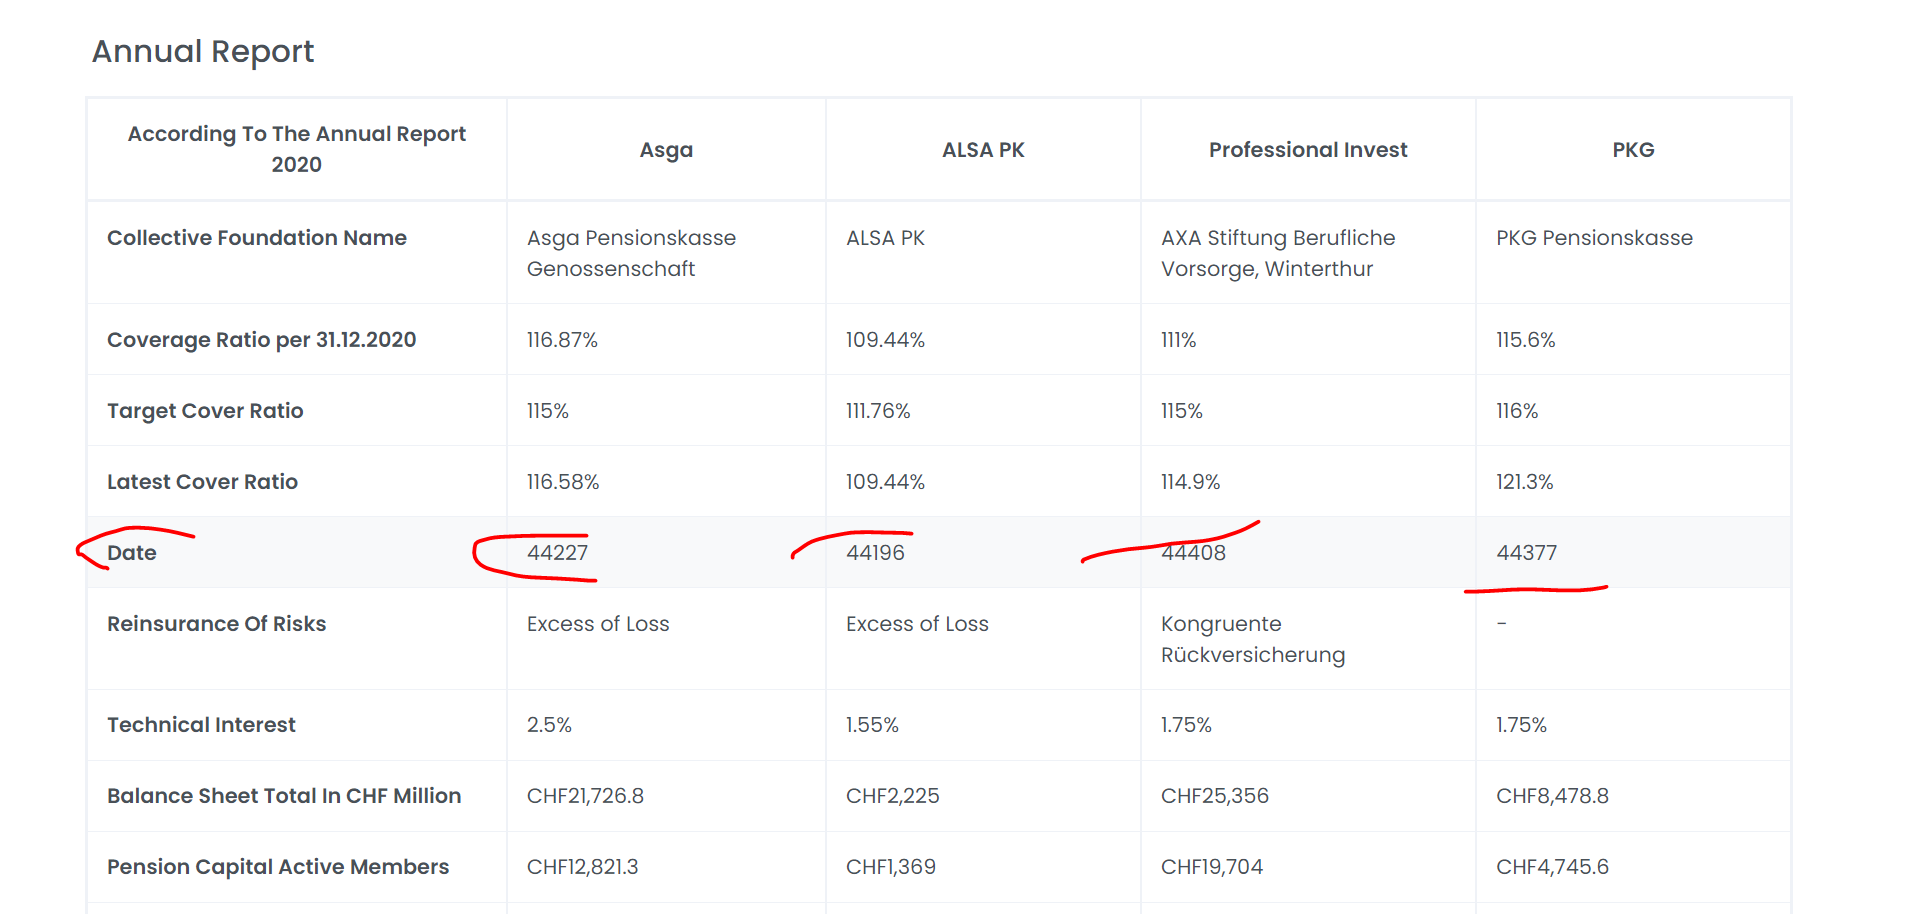 Annual Report
According To The Annual Report
2020
Asga
ALSA PK
Professional Invest
PKG
Collective Foundation Name
Asga Pensionskasse
Genossenschaft
ALSA PK
AXA Stiftung Berufliche
Vorsorge, Winterthur
PKG Pensionskasse
Coverage Ratio per 31.12.2020
116.87%
109.44%
111%
115.6%
Target Cover Ratio
115%
111.76%
115%
116%
Latest Cover Ratio
116.58%
109.44%
114.9%
121.3%
Date
44227
44196
44408
44377
Reinsurance Of Risks
Excess of Loss
Excess of Loss
Kongruente
Rückversicherung
-
Technical Interest
2.5%
1.55%
1.75%
1.75%
Balance Sheet Total In CHF Million
CHF21,726.8
CHF2,225
CHF25,356
CHF8,478.8
Pension Capital Active Members
CHF12,821.3
CHF1,369
CHF19,704
CHF4,745.6